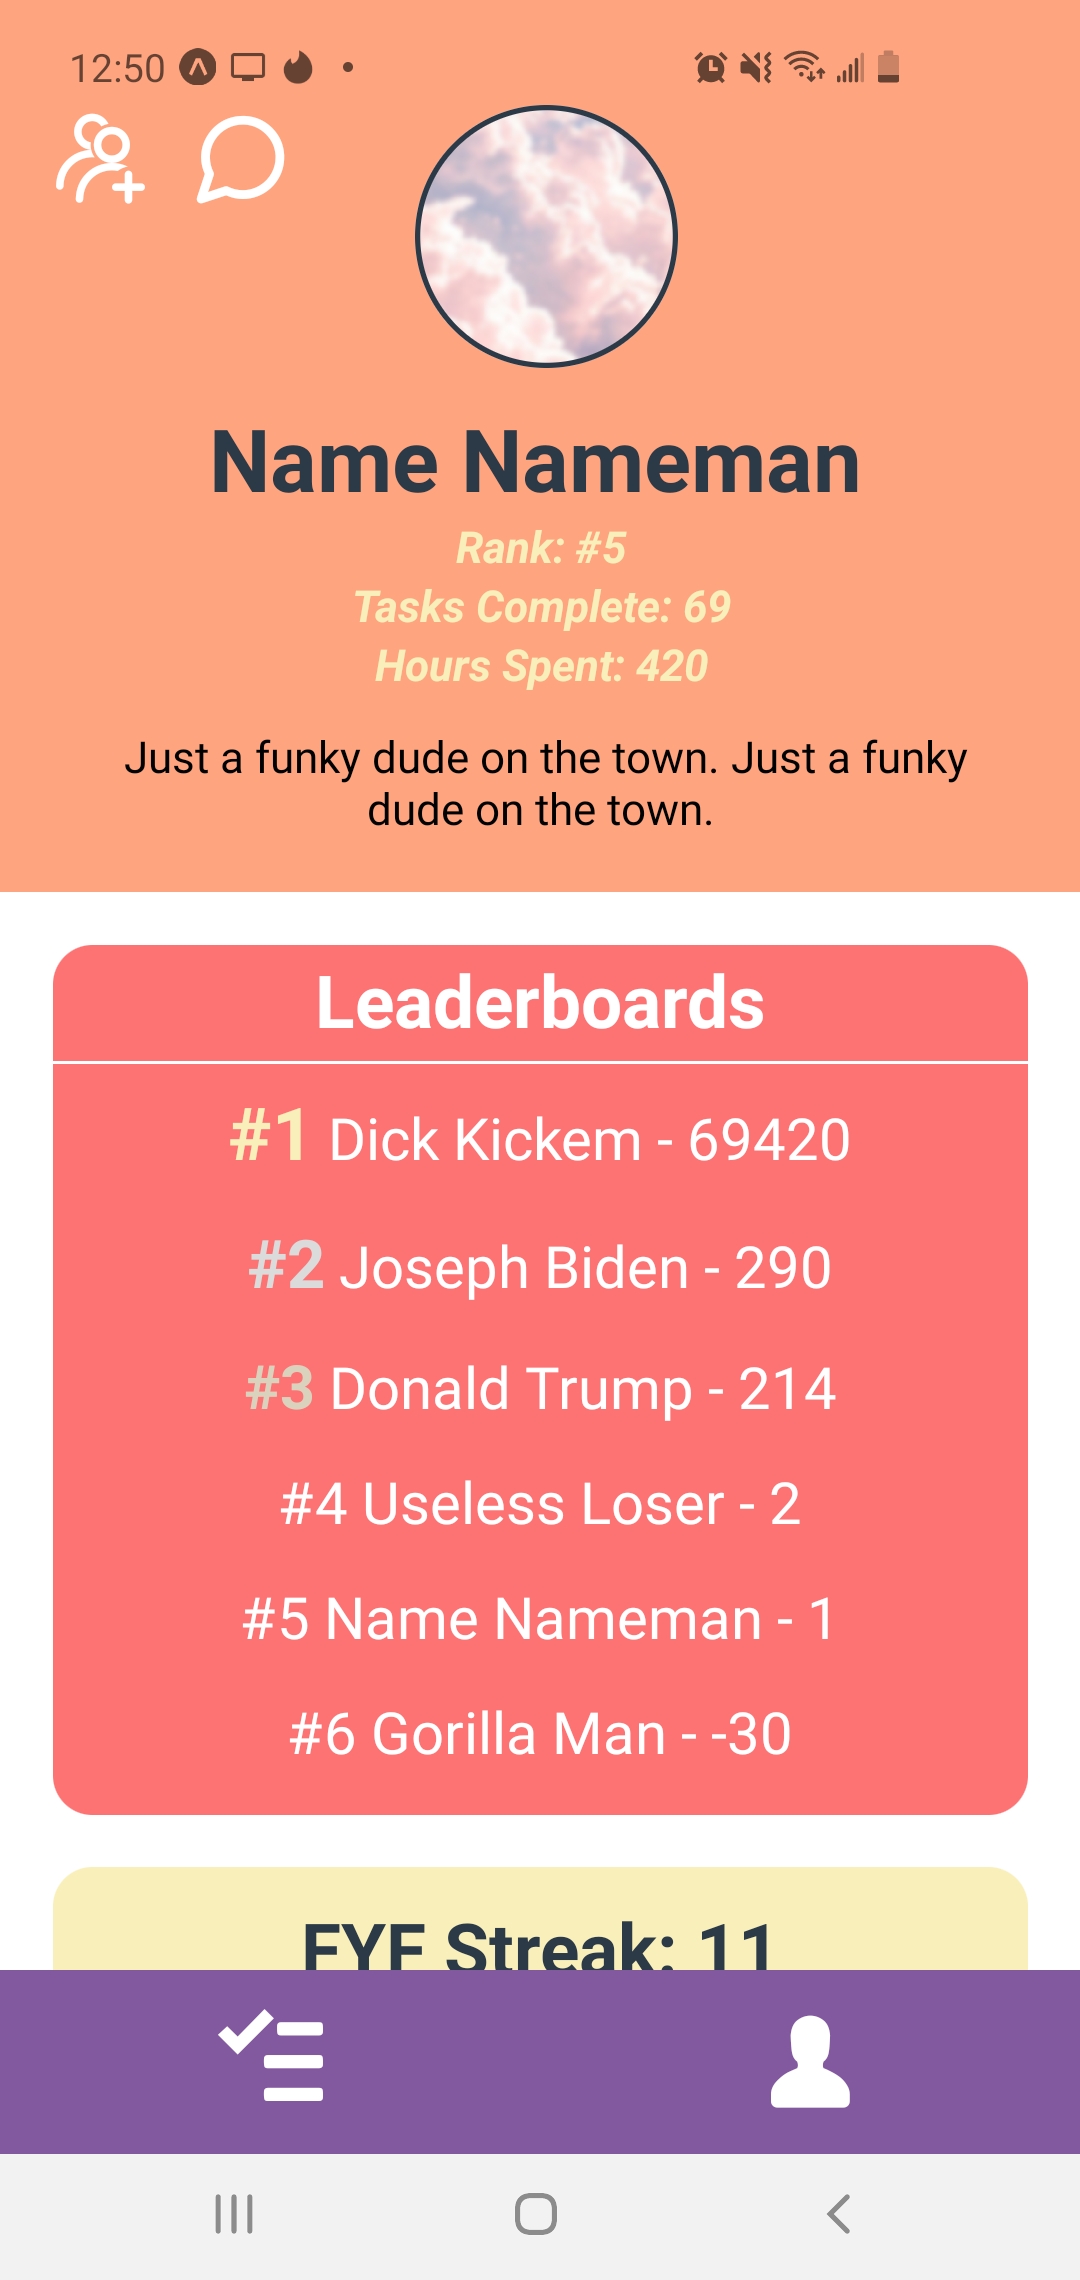 12:50
Name Nameman
Rank: #5
Tasks Complete: 69
Hours Spent: 420
Just a funky dude on the town. Just a funky
dude on the town.
Leaderboards
#1 Dick Kickem - 69420
#2 Joseph Biden - 290
#3 Donald Trump - 214
#4 Useless Loser - 2
#5 Name Nameman - 1
#6 Gorilla Man - -30
Streak: 11